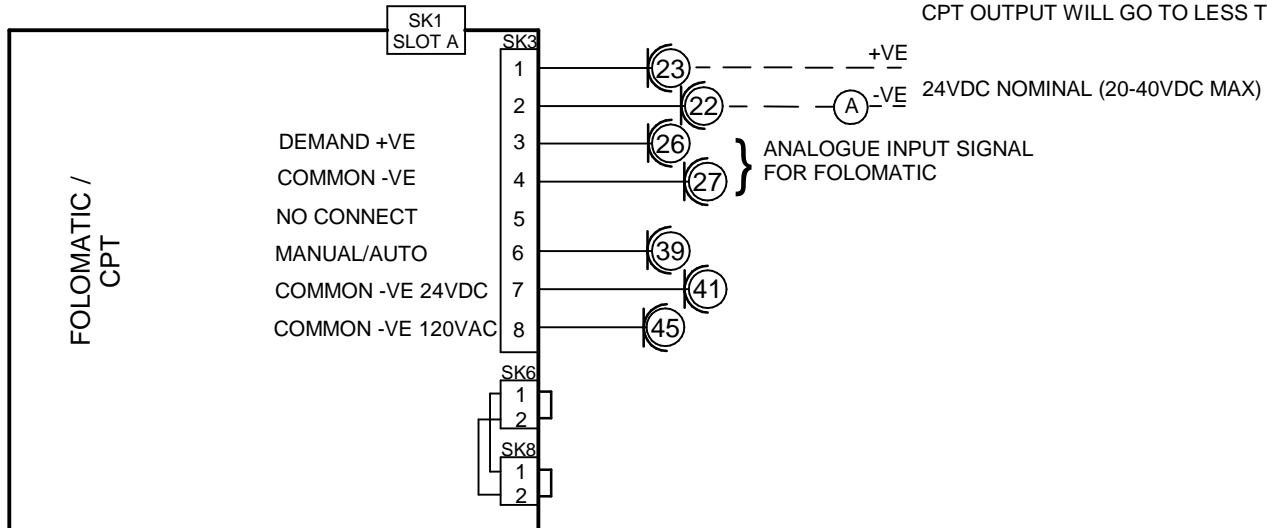 CPT OUTPUT WILL GO TO LESS T
SK1
SLOT A
SK3
1
23
+VE
2
22
A
-VE
24VDC NOMINAL (20-40VDC MAX)
DEMAND +VE
3
26
ANALOGUE INPUT SIGNAL
FOR FOLOMATIC
COMMON -VE
4
27
NO CONNECT
5
MANUAL/AUTO
6
39
COMMON -VE 24VDC
7
41
COMMON -VE 120VAC
8
45
FOLOMATIC /
CPT
SK6
1
2
SK8
1
2